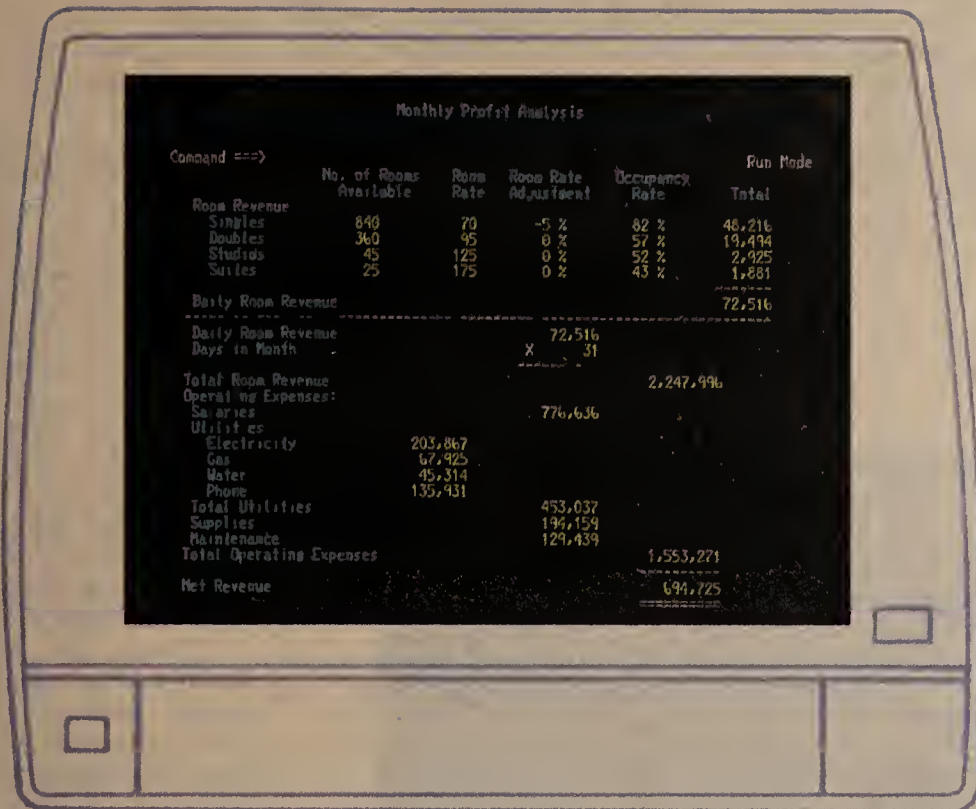 Monthly Profit Analysis
Command ===> Run Mode
No. of Rooms Room Room Rate Occupancy
Available Rate Adjustment Rate Total
Room Revenue
Singles 840 70 -5 % 82 % 48,216
Doubles 360 95 0 % 57 % 19,494
Studios 45 125 0 % 52 % 2,925
Suites 25 175 0 % 43 % 1,881
Daily Room Revenue 72,516
Daily Room Revenue 72,516
Days in Month X 31
Total Room Revenue 2,247,996
Operating Expenses:
Salaries 776,636
Utilities
Electricity 203,867
Gas 67,925
Water 45,314
Phone 135,931
Total Utilities 453,037
Supplies 194,159
Maintenance 129,439
Total Operating Expenses 1,553,271
Net Revenue 694,725